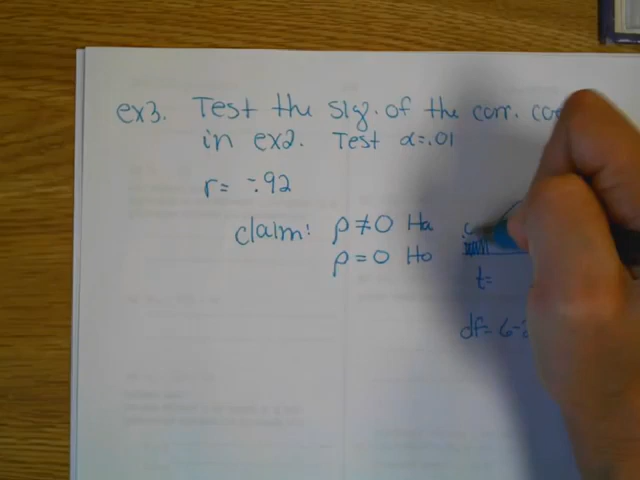 ex3. Test the sig. of the corr.
in ex2. Test α=.01
r= -.92
claim: ρ≠0 Ha
ρ=0 Ho
t=
df= 6-2